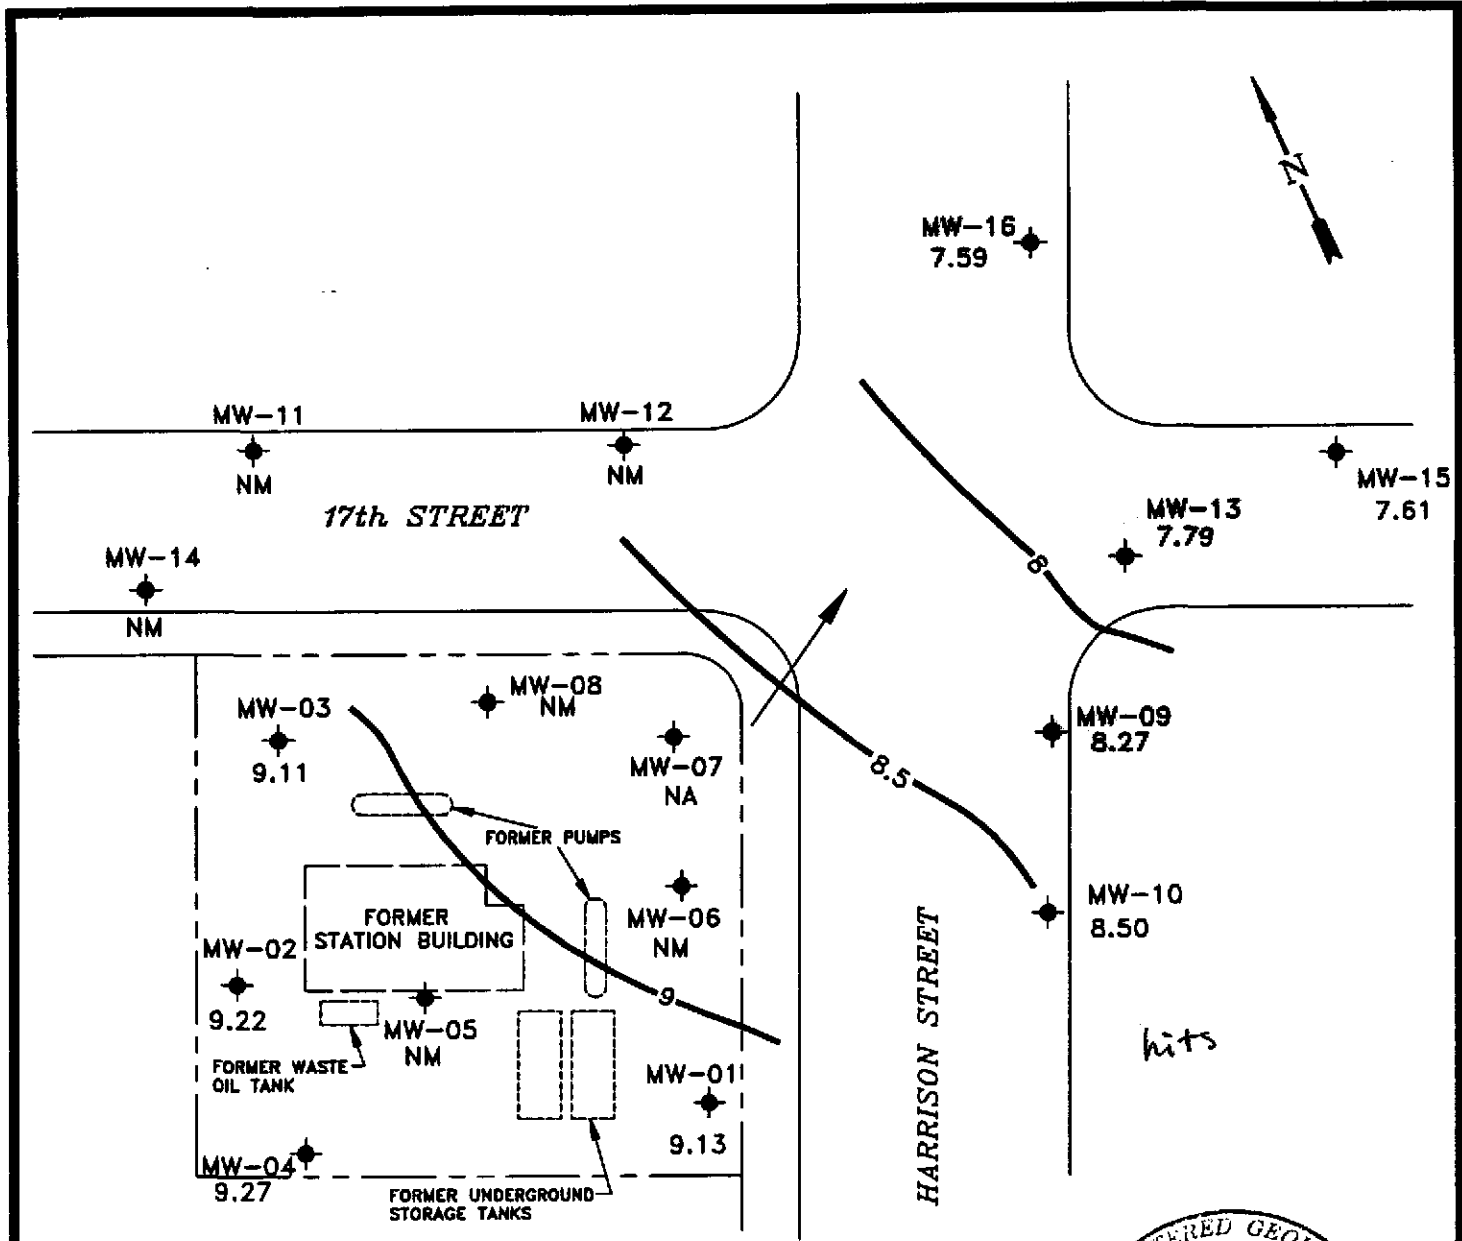 N
MW-16
7.59
MW-11
NM
MW-12
NM
17th STREET
MW-15
7.61
MW-13
7.79
MW-14
NM
8
MW-03
9.11
MW-08
NM
MW-07
NA
MW-09
8.27
8.5
FORMER PUMPS
MW-10
8.50
MW-06
NM
FORMER
STATION BUILDING
MW-02
9.22
9
MW-05
NM
HARRISON STREET
hits
FORMER WASTE
OIL TANK
MW-01
9.13
MW-04
9.27
FORMER UNDERGROUND
STORAGE TANKS